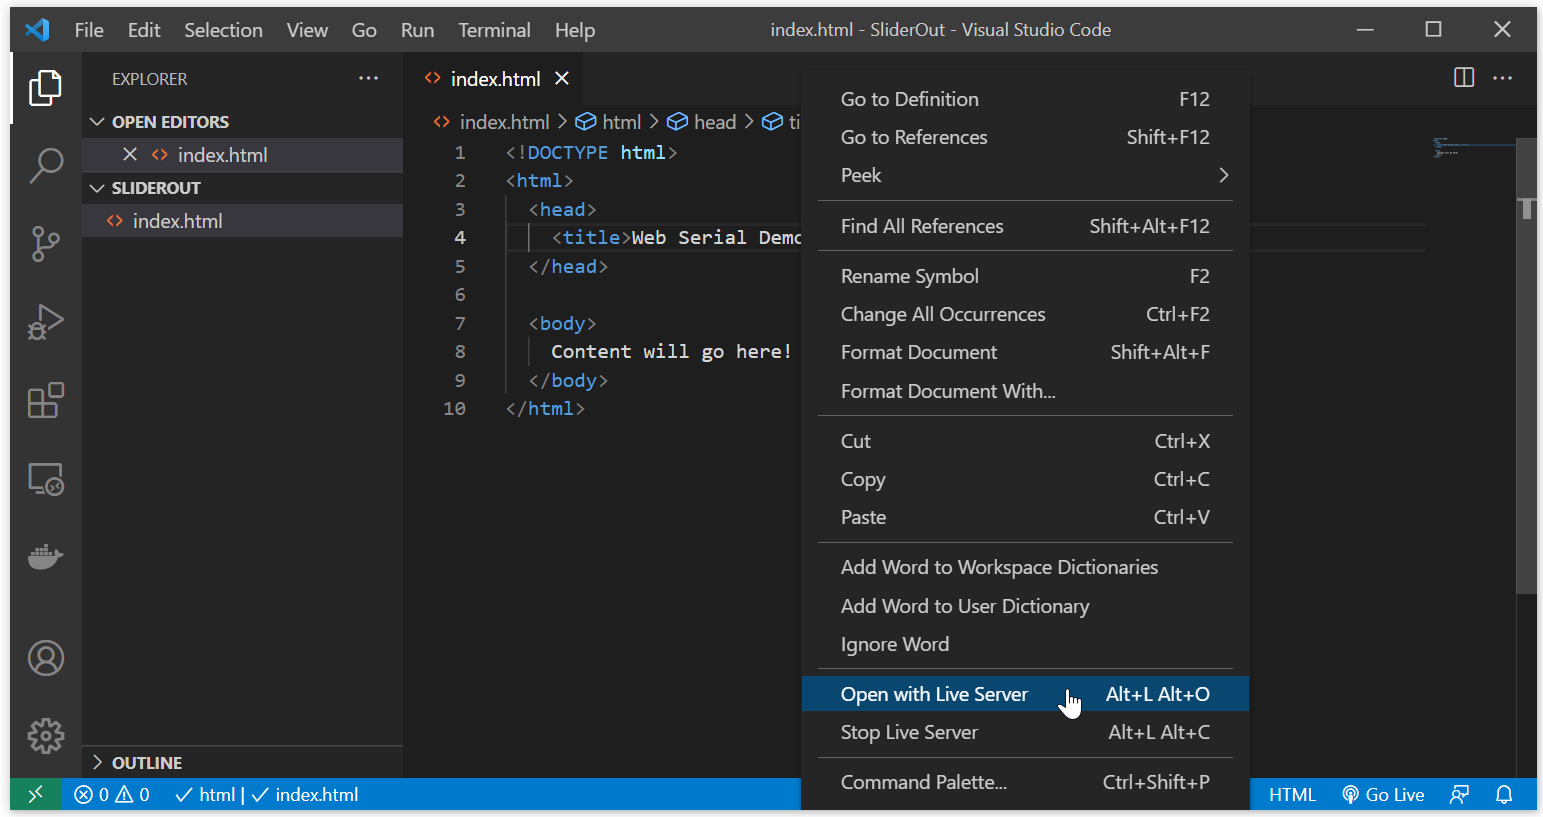 File Edit Selection View Go Run Terminal Help index.html - SliderOut - Visual Studio Code
EXPLORER
OPEN EDITORS
index.html
SLIDEROUT
index.html
OUTLINE
index.html
index.html > html > head > ti
1 <!DOCTYPE html>
2 <html>
3 <head>
4 <title>Web Serial Demo
5 </head>
6
7 <body>
8 Content will go here!
9 </body>
10 </html>
Go to Definition F12
Go to References Shift+F12
Peek
Find All References Shift+Alt+F12
Rename Symbol F2
Change All Occurrences Ctrl+F2
Format Document Shift+Alt+F
Format Document With...
Cut Ctrl+X
Copy Ctrl+C
Paste Ctrl+V
Add Word to Workspace Dictionaries
Add Word to User Dictionary
Ignore Word
Open with Live Server Alt+L Alt+O
Stop Live Server Alt+L Alt+C
Command Palette... Ctrl+Shift+P
0 0 html | index.html HTML Go Live